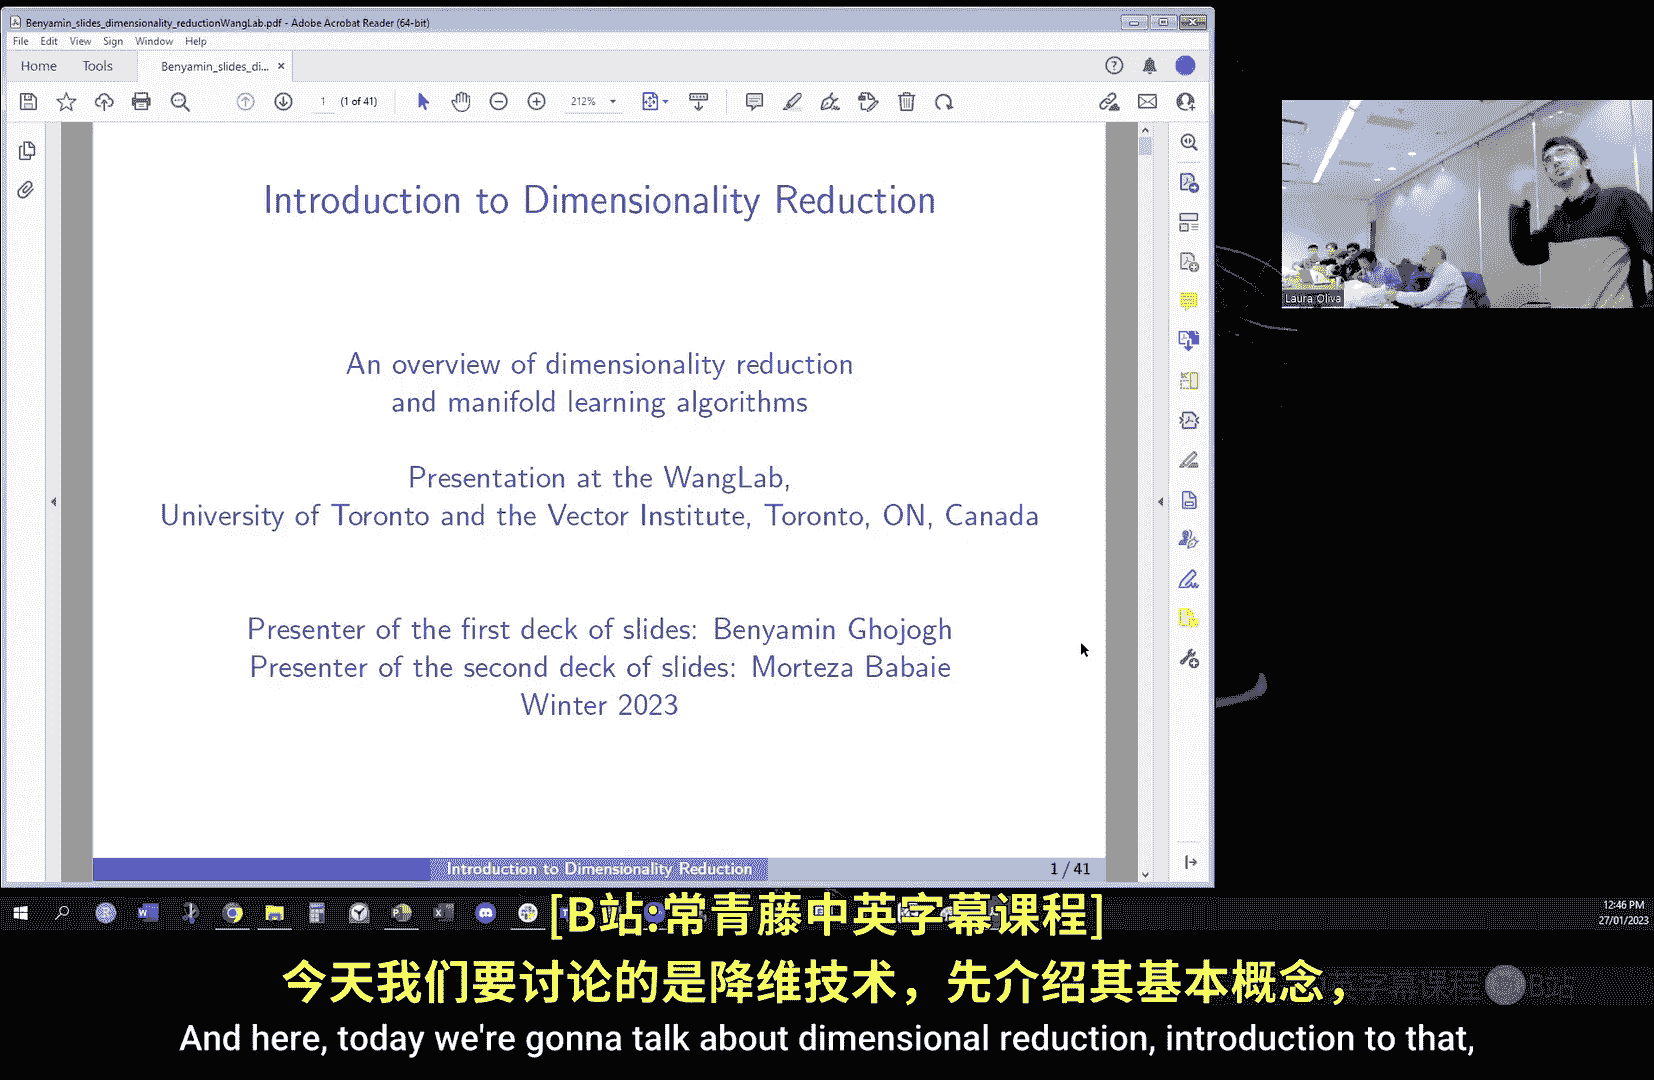 Benyamin_slides_dimensionality_reductionWangLab.pdf - Adobe Acrobat Reader (64-bit)
File Edit View Sign Window Help
Home Tools Benyamin_slides_di... ×
1 (1 of 41) 212%
Introduction to Dimensionality Reduction
An overview of dimensionality reduction
and manifold learning algorithms
Presentation at the WangLab,
University of Toronto and the Vector Institute, Toronto, ON, Canada
Presenter of the first deck of slides: Benyamin Ghojogh
Presenter of the second deck of slides: Morteza Babaie
Winter 2023
Introduction to Dimensionality Reduction 1 / 41
Laura Oliva
12:46 PM
27/01/2023
[B站:常青藤中英字幕课程]
今天我们要讨论的是降维技术，先介绍其基本概念，
And here, today we're gonna talk about dimensional reduction, introduction to that,